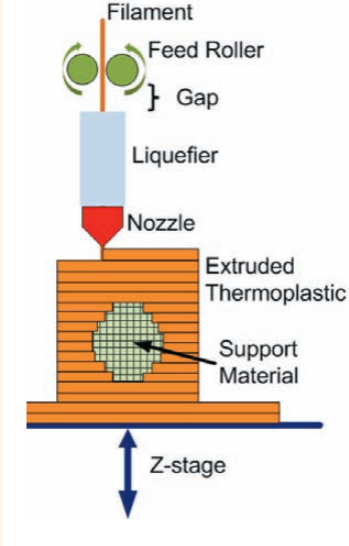 Filament
Feed Roller
} Gap
Liquefier
Nozzle
Extruded
Thermoplastic
Support
Material
Z-stage